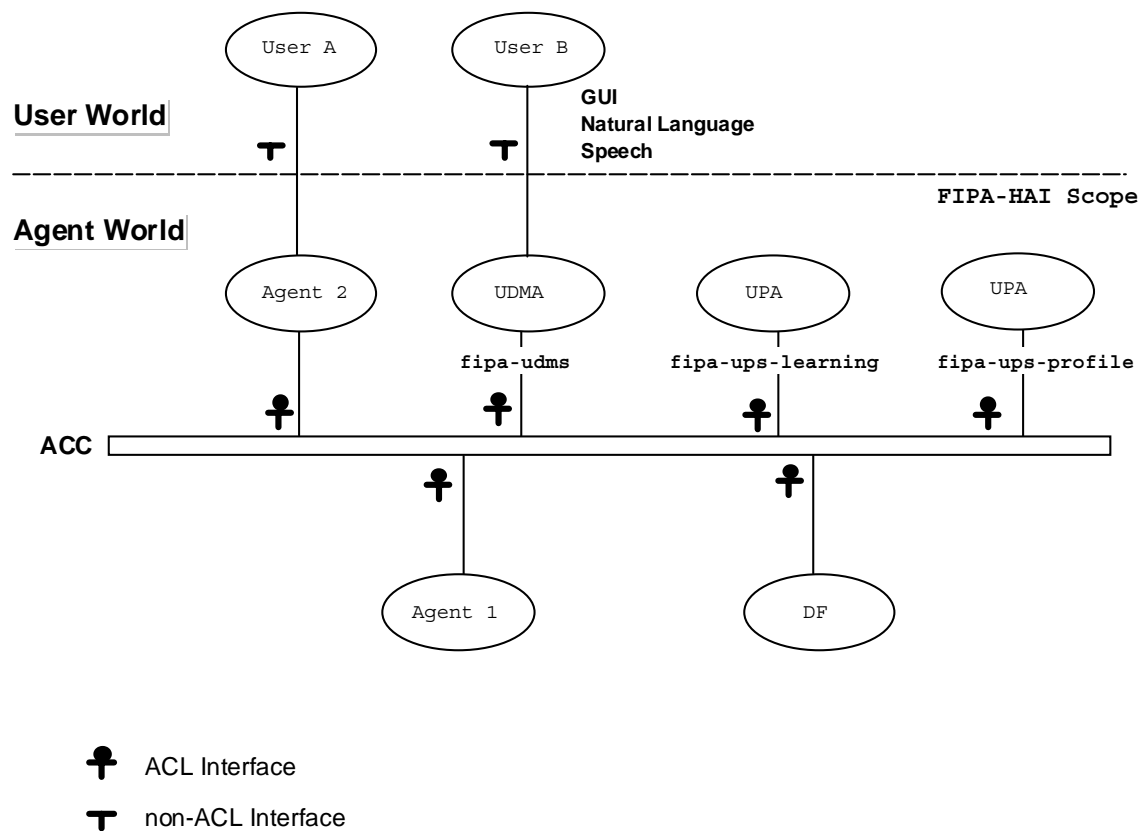 User A
User B
GUI
Natural Language
Speech
User World
FIPA-HAI Scope
Agent World
Agent 2
UDMA
UPA
UPA
fipa-udms
fipa-ups-learning
fipa-ups-profile
ACC
Agent 1
DF
ACL Interface
non-ACL Interface